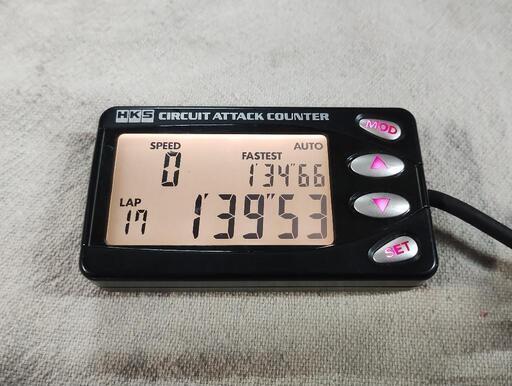 HKS CIRCUIT ATTACK COUNTER
SPEED
AUTO
0
FASTEST
1'34"66
LAP
17
1'39"53
MOD
SET